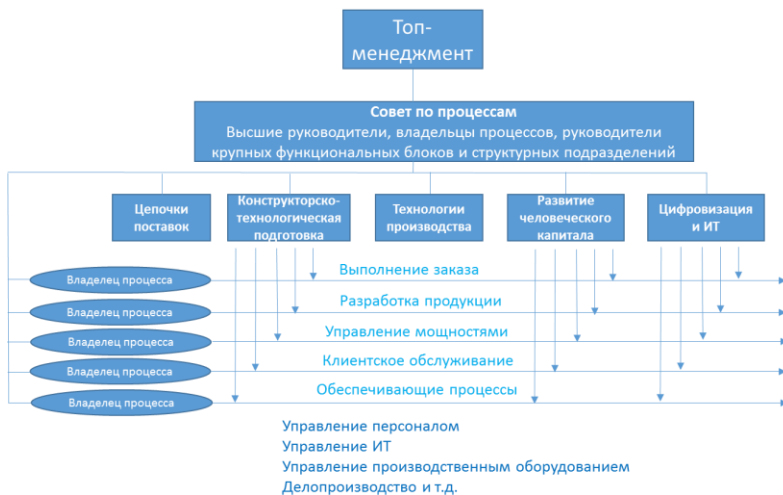 Топ-
менеджмент
Совет по процессам
Высшие руководители, владельцы процессов, руководители
крупных функциональных блоков и структурных подразделений
Цепочки
поставок
Конструкторско-
технологическая
подготовка
Технологии
производства
Развитие
человеческого
капитала
Цифровизация
и ИТ
Владелец процесса
Выполнение заказа
Владелец процесса
Разработка продукции
Владелец процесса
Управление мощностями
Владелец процесса
Клиентское обслуживание
Владелец процесса
Обеспечивающие процессы
Управление персоналом
Управление ИТ
Управление производственным оборудованием
Делопроизводство и т.д.